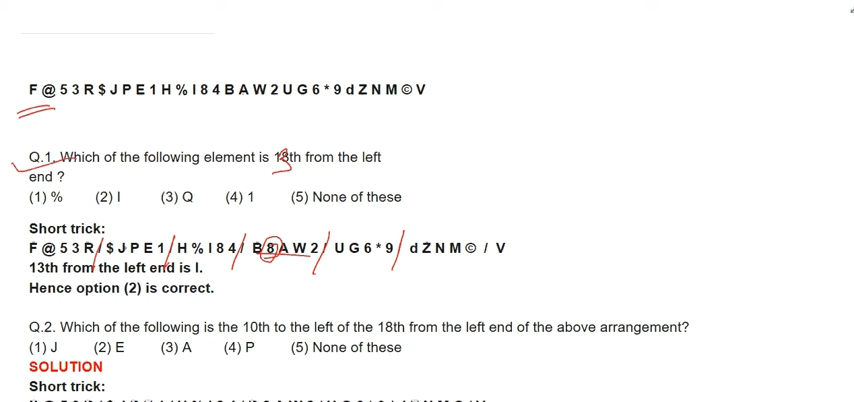 F @ 5 3 R $ J P E 1 H % I 8 4 B A W 2 U G 6 * 9 d Z N M © V
Q.1. Which of the following element is 13th from the left
end ?
(1) % (2) I (3) Q (4) 1 (5) None of these
Short trick:
F @ 5 3 R / $ J P E 1 / H % I 8 4 / B 8 A W 2 / U G 6 * 9 / d Z N M © / V
13th from the left end is I.
Hence option (2) is correct.
Q.2. Which of the following is the 10th to the left of the 18th from the left end of the above arrangement?
(1) J (2) E (3) A (4) P (5) None of these
SOLUTION
Short trick: